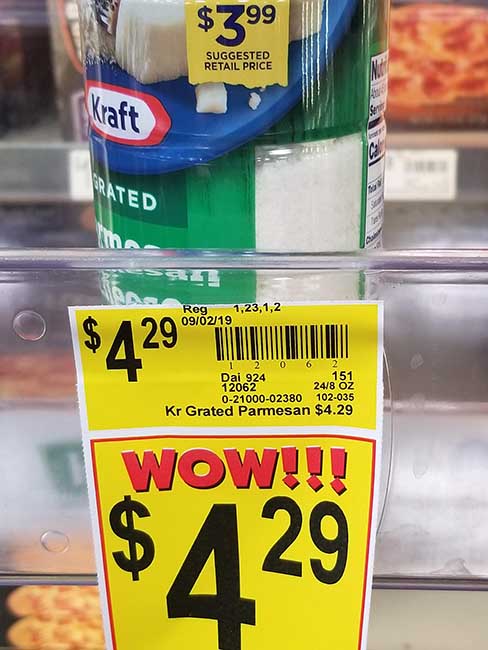 $3.99
SUGGESTED
RETAIL PRICE
Kraft
GRATED
Reg 1,23,1,2
09/02/19
$4.29
1 2 0 6 2
Dai 924 151
12062 24/8 OZ
0-21000-02380 102-035
Kr Grated Parmesan $4.29
WOW!!!
$4.29